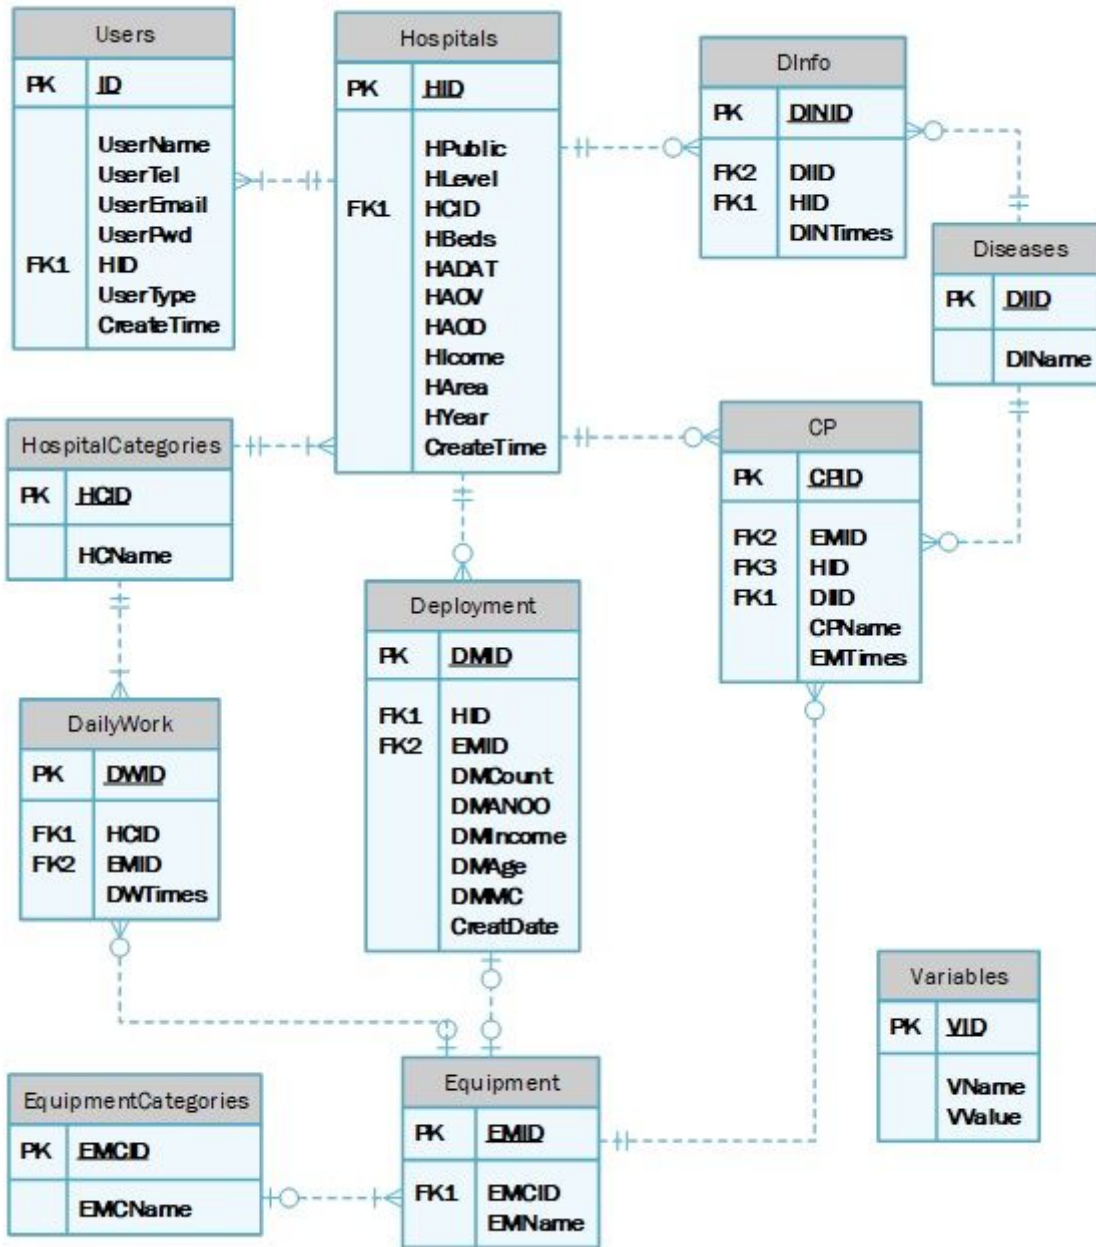 Users
PK ID
UserName
UserTel
UserEmail
UserPwd
FK1 HID
UserType
CreateTime
Hospitals
PK HID
HPublic
HLevel
FK1 HCID
HBeds
HADAT
HAOV
HAOD
HIcome
HArea
HYear
CreateTime
DInfo
PK DINID
FK2 DIID
FK1 HID
DINTimes
Diseases
PK DIID
DIName
HospitalCategories
PK HCID
HCName
CP
PK CPID
FK2 EMID
FK3 HID
FK1 DIID
CPName
EMTimes
Deployment
PK DMID
FK1 HID
FK2 EMID
DMCount
DMANOO
DMIncome
DMAge
DMMC
CreatDate
DailyWork
PK DWID
FK1 HCID
FK2 EMID
DWTimes
Variables
PK VID
VName
VValue
EquipmentCategories
PK EMCID
EMCName
Equipment
PK EMID
FK1 EMCID
EMName